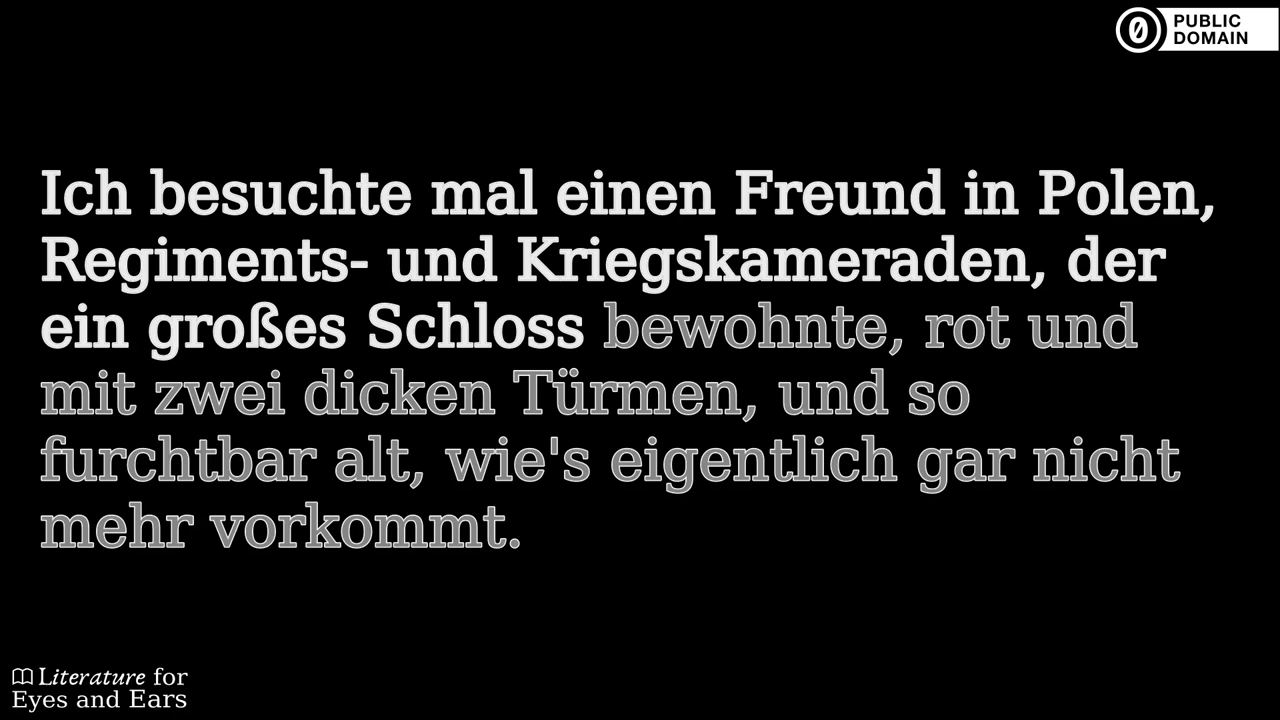 PUBLIC
DOMAIN
Ich besuchte mal einen Freund in Polen,
Regiments- und Kriegskameraden, der
ein großes Schloss bewohnte, rot und
mit zwei dicken Türmen, und so
furchtbar alt, wie's eigentlich gar nicht
mehr vorkommt.
Literature for
Eyes and Ears